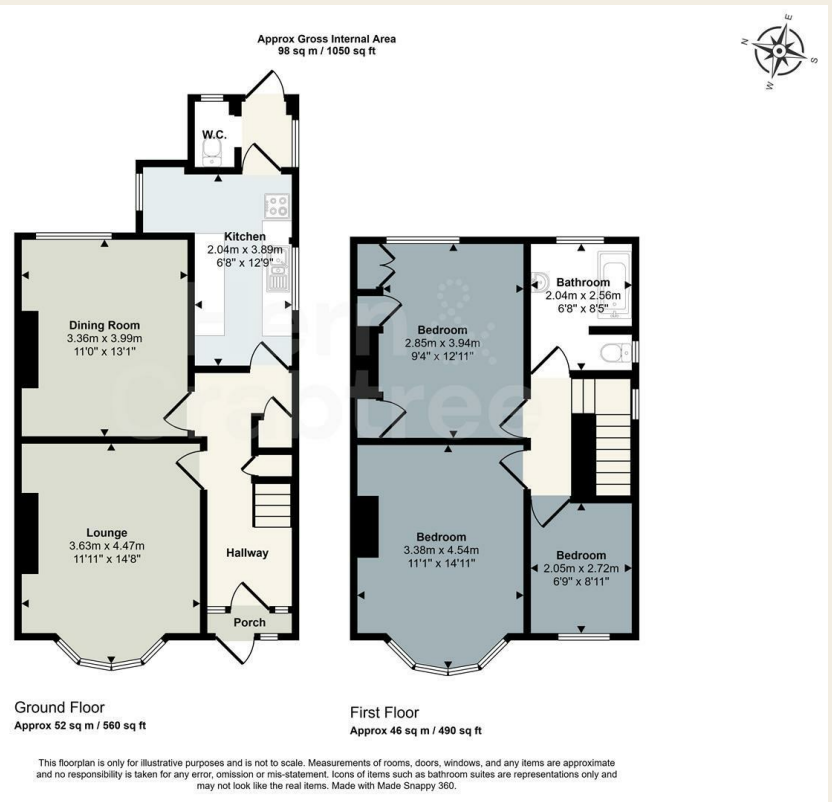 Approx Gross Internal Area
98 sq m / 1050 sq ft
N
E
S
W
W.C.
Kitchen
2.04m x 3.89m
6'8" x 12'9"
Dining Room
3.36m x 3.99m
11'0" x 13'1"
Lounge
3.63m x 4.47m
11'11" x 14'8"
Hallway
Porch
Bedroom
2.85m x 3.94m
9'4" x 12'11"
Bathroom
2.04m x 2.56m
6'8" x 8'5"
Bedroom
3.38m x 4.54m
11'1" x 14'11"
Bedroom
2.05m x 2.72m
6'9" x 8'11"
Hern &
Crabtree
Ground Floor
Approx 52 sq m / 560 sq ft
First Floor
Approx 46 sq m / 490 sq ft
This floorplan is only for illustrative purposes and is not to scale. Measurements of rooms, doors, windows, and any items are approximate
and no responsibility is taken for any error, omission or mis-statement. Icons of items such as bathroom suites are representations only and
may not look like the real items. Made with Made Snappy 360.